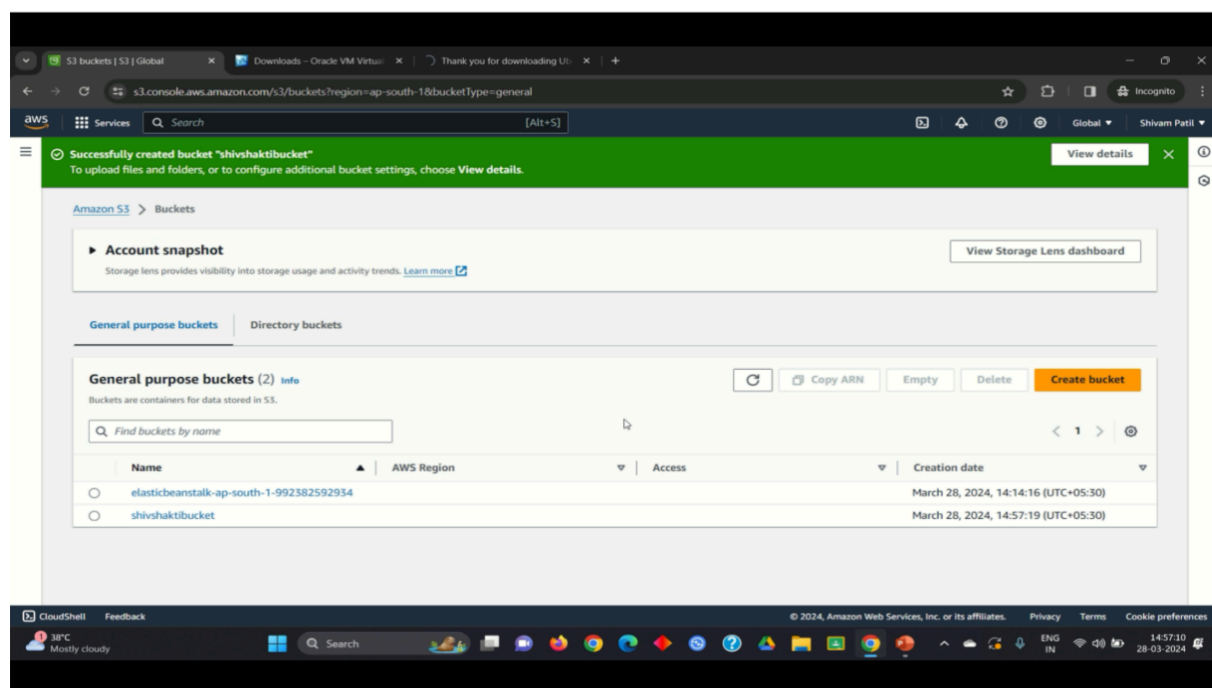 S3 buckets | S3 | Global
Downloads – Oracle VM Virtual
Thank you for downloading Ub
s3.console.aws.amazon.com/s3/buckets?region=ap-south-1&bucketType=general
Incognito
aws
Services
Search
[Alt+S]
Global
Shivam Patil
Successfully created bucket "shivshaktibucket"
To upload files and folders, or to configure additional bucket settings, choose View details.
View details
Amazon S3 > Buckets
Account snapshot
Storage lens provides visibility into storage usage and activity trends. Learn more
View Storage Lens dashboard
General purpose buckets
Directory buckets
General purpose buckets (2) Info
Buckets are containers for data stored in S3.
Copy ARN
Empty
Delete
Create bucket
Find buckets by name
1
Name AWS Region Access Creation date
elasticbeanstalk-ap-south-1-992382592934 March 28, 2024, 14:14:16 (UTC+05:30)
shivshaktibucket March 28, 2024, 14:57:19 (UTC+05:30)
CloudShell Feedback © 2024, Amazon Web Services, Inc. or its affiliates. Privacy Terms Cookie preferences
1
38°C
Mostly cloudy
Search
ENG
IN
14:57:10
28-03-2024